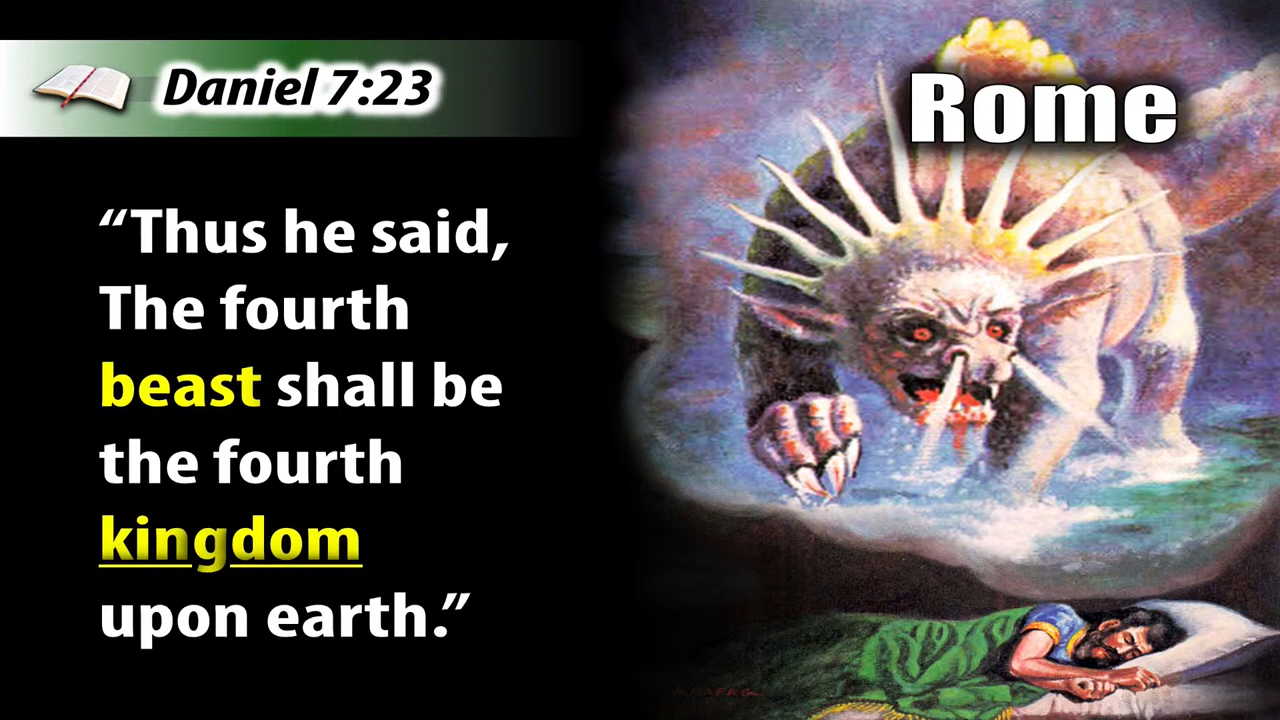 Daniel 7:23
Rome
“Thus he said,
The fourth
beast shall be
the fourth
kingdom
upon earth.”